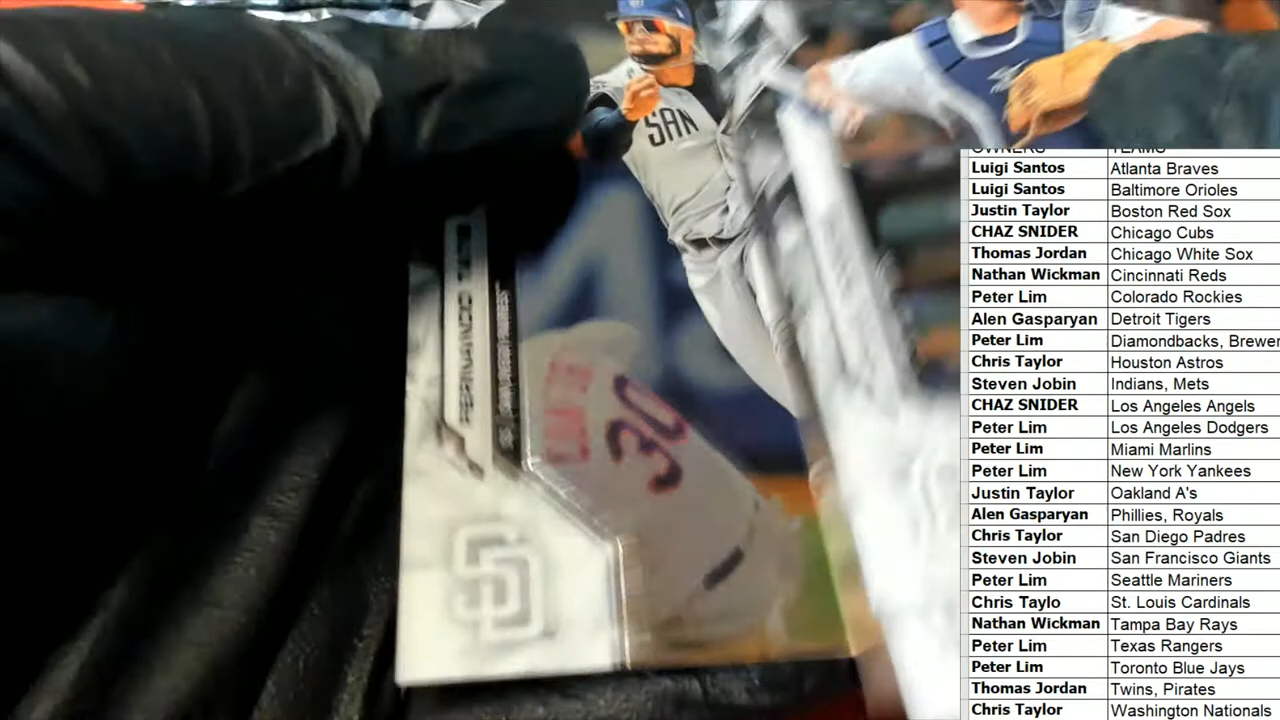 SAN
FERNANDO TATIS
SAN DIEGO PADRES
30
SD
OWNERS TEAMS
Luigi Santos Atlanta Braves
Luigi Santos Baltimore Orioles
Justin Taylor Boston Red Sox
CHAZ SNIDER Chicago Cubs
Thomas Jordan Chicago White Sox
Nathan Wickman Cincinnati Reds
Peter Lim Colorado Rockies
Alen Gasparyan Detroit Tigers
Peter Lim Diamondbacks, Brewer
Chris Taylor Houston Astros
Steven Jobin Indians, Mets
CHAZ SNIDER Los Angeles Angels
Peter Lim Los Angeles Dodgers
Peter Lim Miami Marlins
Peter Lim New York Yankees
Justin Taylor Oakland A's
Alen Gasparyan Phillies, Royals
Chris Taylor San Diego Padres
Steven Jobin San Francisco Giants
Peter Lim Seattle Mariners
Chris Taylo St. Louis Cardinals
Nathan Wickman Tampa Bay Rays
Peter Lim Texas Rangers
Peter Lim Toronto Blue Jays
Thomas Jordan Twins, Pirates
Chris Taylor Washington Nationals